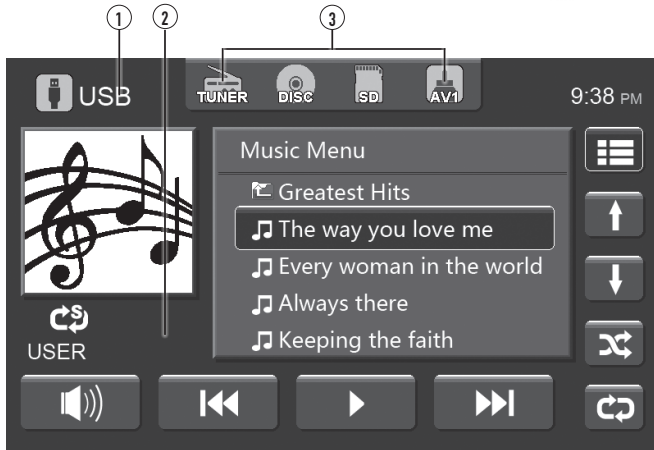 1 2 3
USB
TUNER DISC SD AV1
9:38 PM
Music Menu
Greatest Hits
The way you love me
Every woman in the world
Always there
Keeping the faith
S
USER